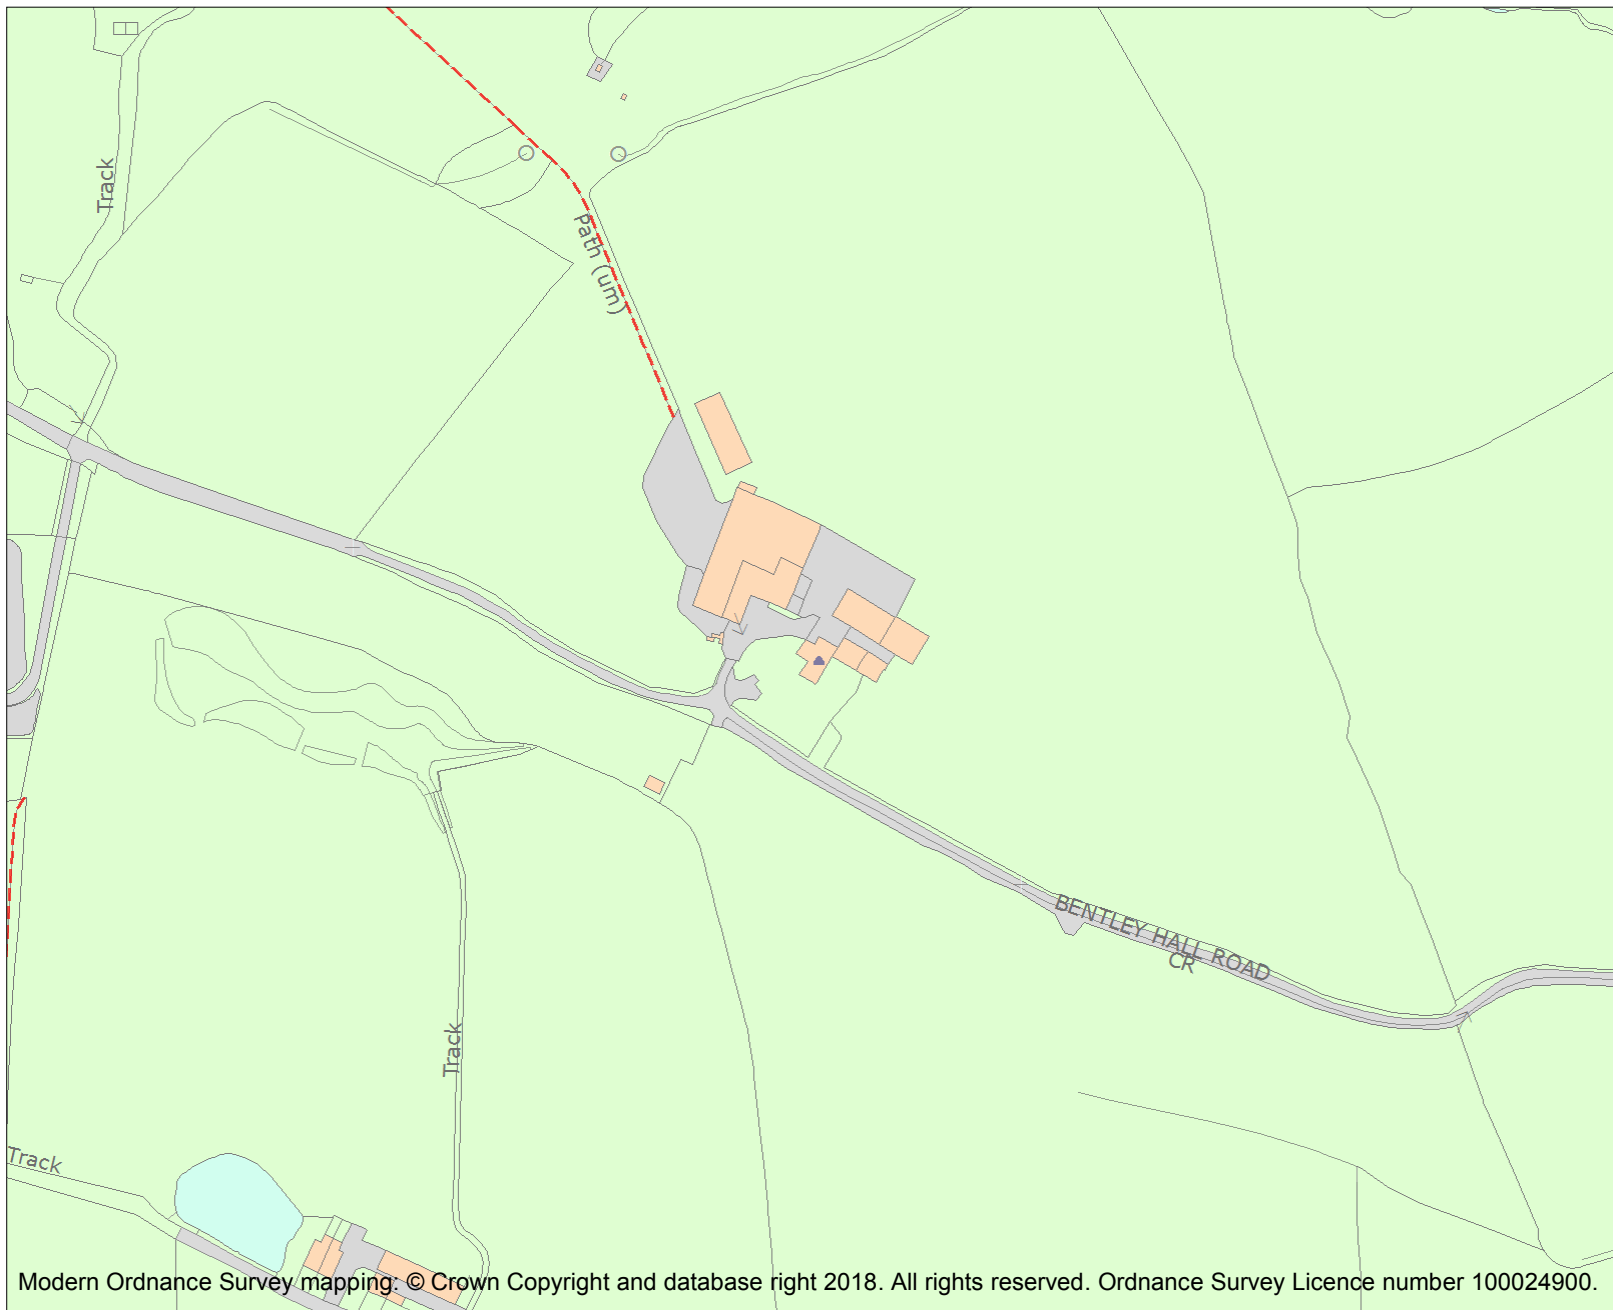 Track
Path (um)
BENTLEY HALL ROAD
CR
Track
Track
Modern Ordnance Survey mapping: © Crown Copyright and database right 2018. All rights reserved. Ordnance Survey Licence number 100024900.